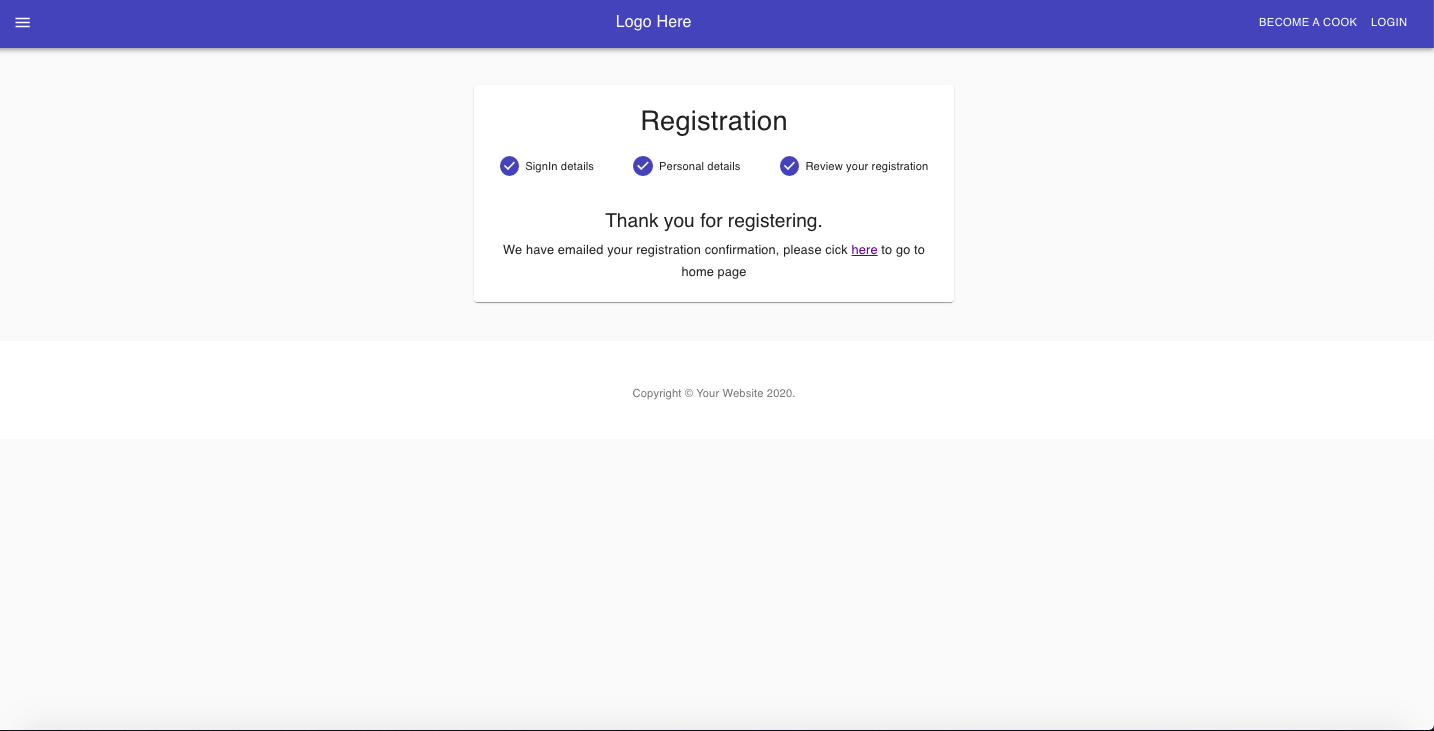 Logo Here
BECOME A COOK
LOGIN
Registration
SignIn details
Personal details
Review your registration
Thank you for registering.
We have emailed your registration confirmation, please cick here to go to
home page
Copyright © Your Website 2020.